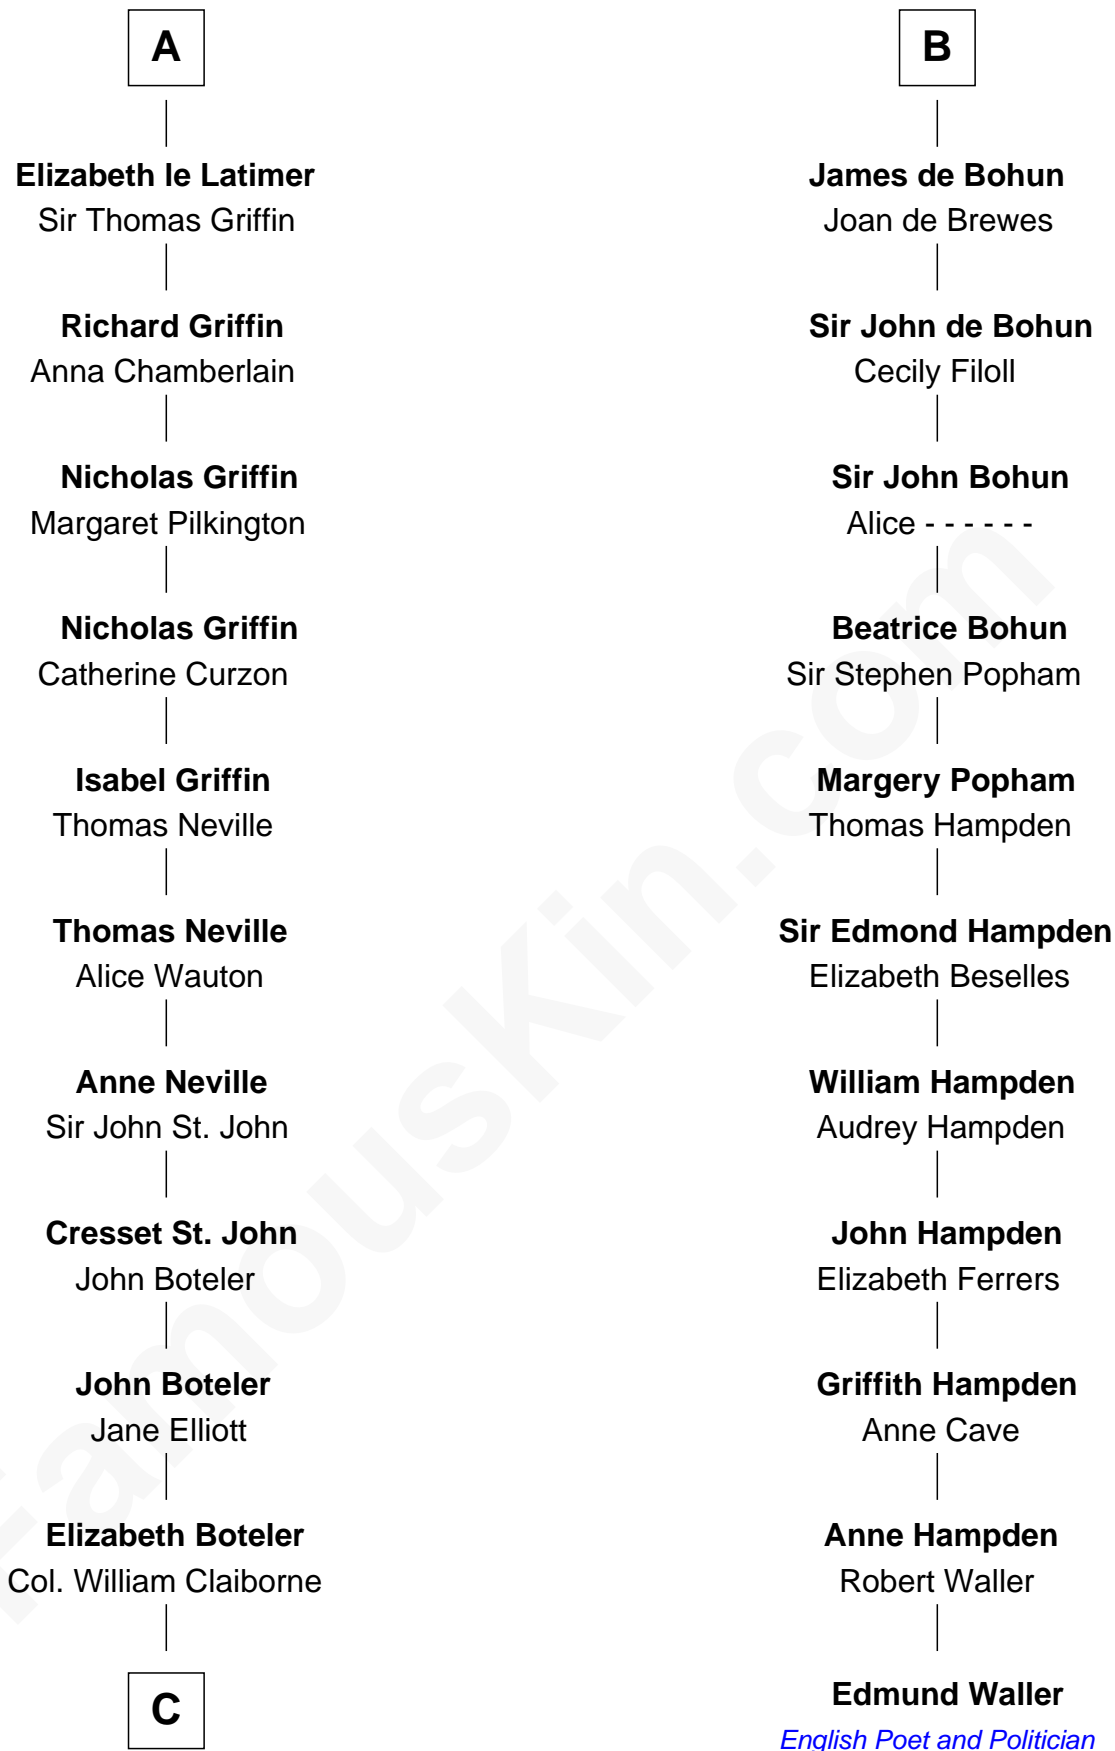 A
Elizabeth le Latimer
Sir Thomas Griffin
Richard Griffin
Anna Chamberlain
Nicholas Griffin
Margaret Pilkington
Nicholas Griffin
Catherine Curzon
Isabel Griffin
Thomas Neville
Thomas Neville
Alice Wauton
Anne Neville
Sir John St. John
Cresset St. John
John Boteler
John Boteler
Jane Elliott
Elizabeth Boteler
Col. William Claiborne
C
B
James de Bohun
Joan de Brewes
Sir John de Bohun
Cecily Filoll
Sir John Bohun
Alice - - - - - -
Beatrice Bohun
Sir Stephen Popham
Margery Popham
Thomas Hampden
Sir Edmond Hampden
Elizabeth Beselles
William Hampden
Audrey Hampden
John Hampden
Elizabeth Ferrers
Griffith Hampden
Anne Cave
Anne Hampden
Robert Waller
Edmund Waller
English Poet and Politician
FamousKin.com